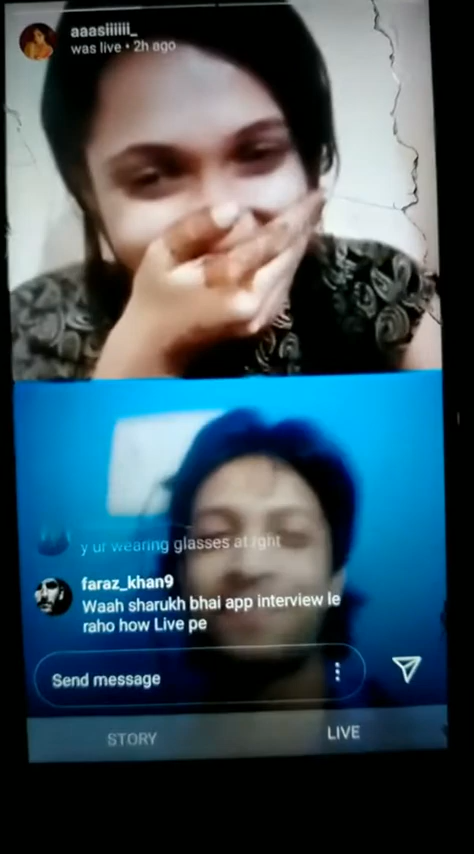 aaasiiiiii_
was live • 2h ago
y ur wearing glasses at
faraz_khan9
Waah sharukh bhai app interview le
raho how Live pe
Send message
STORY
LIVE